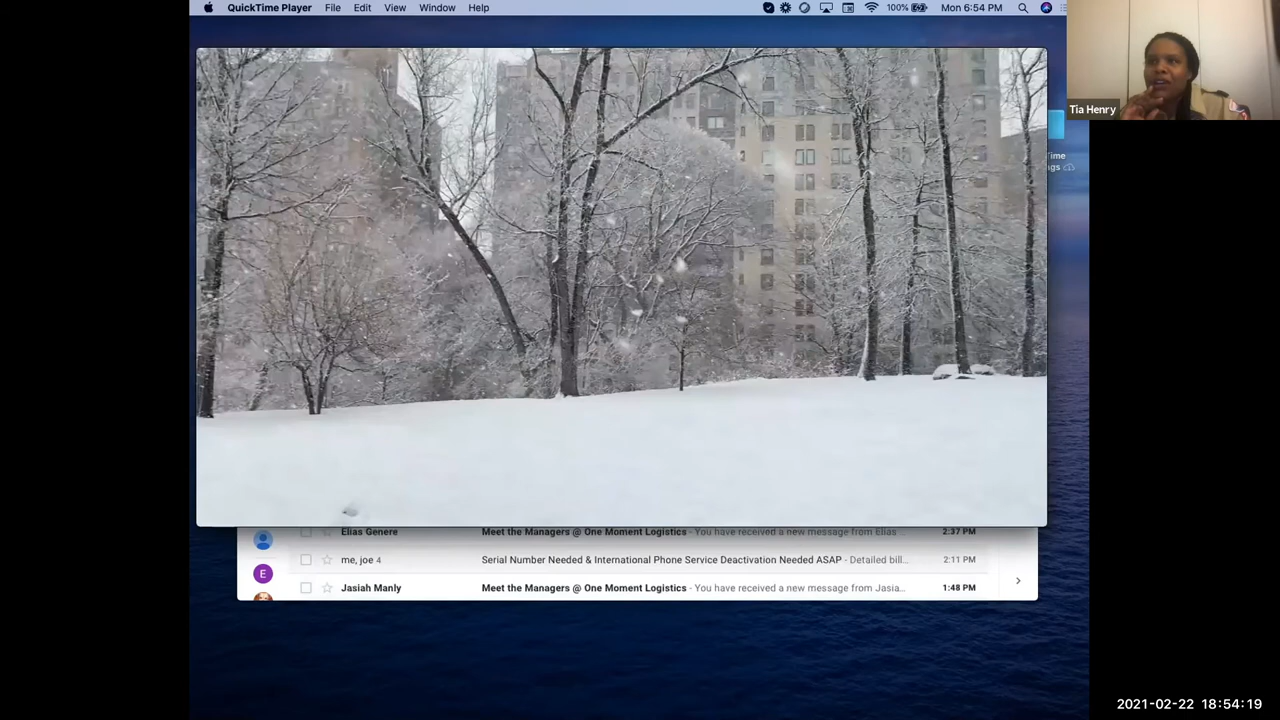 QuickTime Player File Edit View Window Help 100% Mon 6:54 PM
Tia Henry
Time
gs
Elias Genere Meet the Managers @ One Moment Logistics - You have received a new message from Elias 2:37 PM
E
me, joe 4 Serial Number Needed & International Phone Service Deactivation Needed ASAP - Detailed bill... 2:11 PM
Jasiah Manly Meet the Managers @ One Moment Logistics - You have received a new message from Jasia... 1:48 PM
2021-02-22 18:54:19